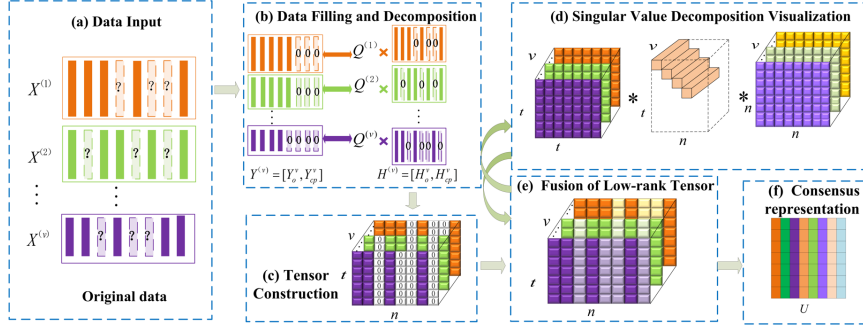 (a) Data Input
X^(1)
? ? ?
X^(2)
? ? ?
X^(v)
? ? ?
Original data
(b) Data Filling and Decomposition
0 0 0 Q^(1) × 0 0 0
0 0 0 Q^(2) × 0 0 0
0 0 0 0 Q^(v) × 0 0 0 0
Y^(v) = [Y_o^v, Y_cp^v] H^(v) = [H_o^v, H_cp^v]
(c) Tensor
Construction
v
t
n
(d) Singular Value Decomposition Visualization
v
t
t
*
v
t
n
*
v
n
n
(e) Fusion of Low-rank Tensor
v
t
n
(f) Consensus
representation
U